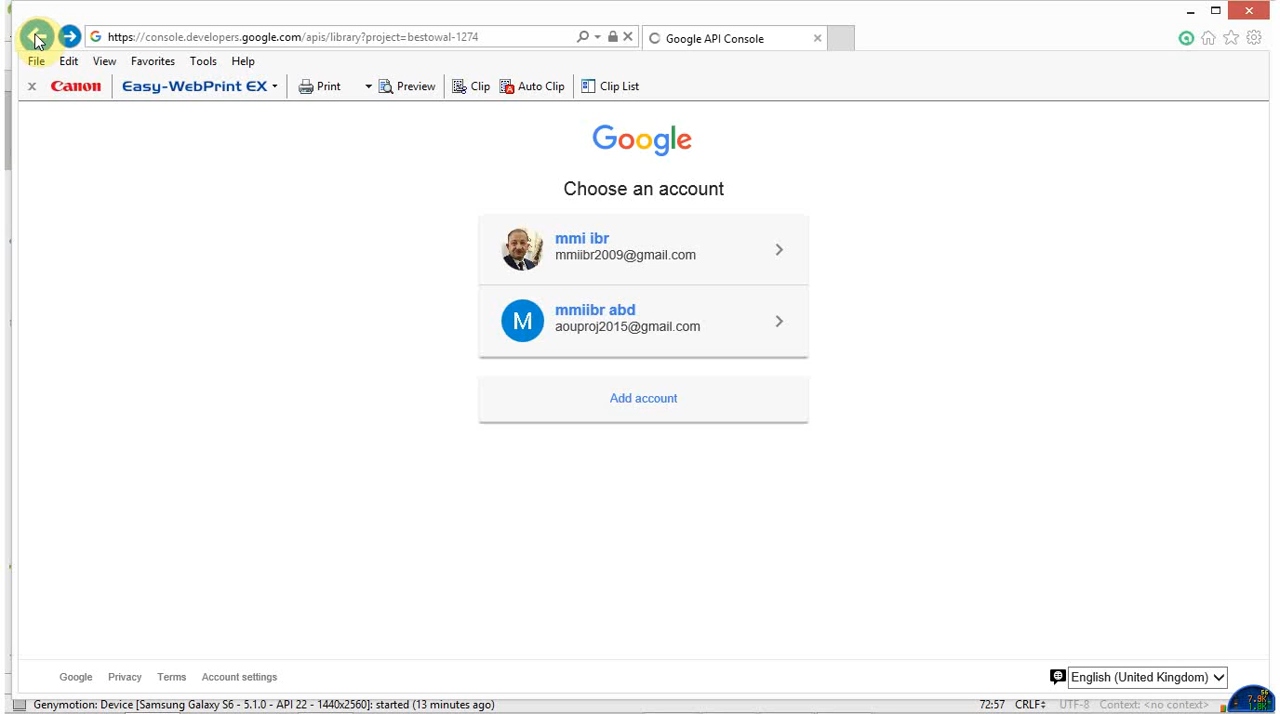 https://console.developers.google.com/apis/library?project=bestowal-1274
Google API Console
File Edit View Favorites Tools Help
x Canon Easy-WebPrint EX Print Preview Clip Auto Clip Clip List
Google
Choose an account
mmi ibr
mmiibr2009@gmail.com
M
mmiibr abd
aouproj2015@gmail.com
Add account
Google Privacy Terms Account settings
English (United Kingdom)
Genymotion: Device [Samsung Galaxy S6 - 5.1.0 - API 22 - 1440x2560]: started (13 minutes ago)
72:57 CRLF UTF-8 Context: <no context>